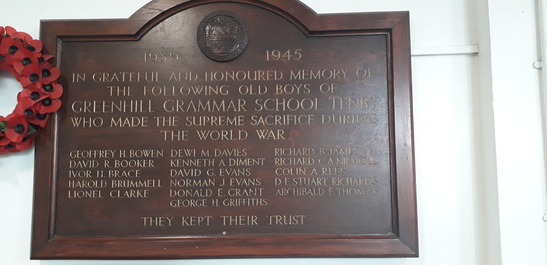 1939 1945
IN GRATEFUL AND HONOURED MEMORY OF
THE FOLLOWING OLD BOYS OF
GREENHILL GRAMMAR SCHOOL TENBY
WHO MADE THE SUPREME SACRIFICE DURING
THE WORLD WAR
GEOFFREY H. BOWEN DEWI M. DAVIES RICHARD B. JAMES
DAVID R. BOOKER KENNETH A. DIMENT RICHARD C. A. NICHOLL
IVOR H. BRACE DAVID G. EVANS COLIN A. REES
HAROLD BRUMMELL NORMAN J. EVANS D. E. STUART RICHARDS
LIONEL CLARKE DONALD E. GRANT ARCHIBALD F. THOMAS
GEORGE H. GRIFFITHS
THEY KEPT THEIR TRUST